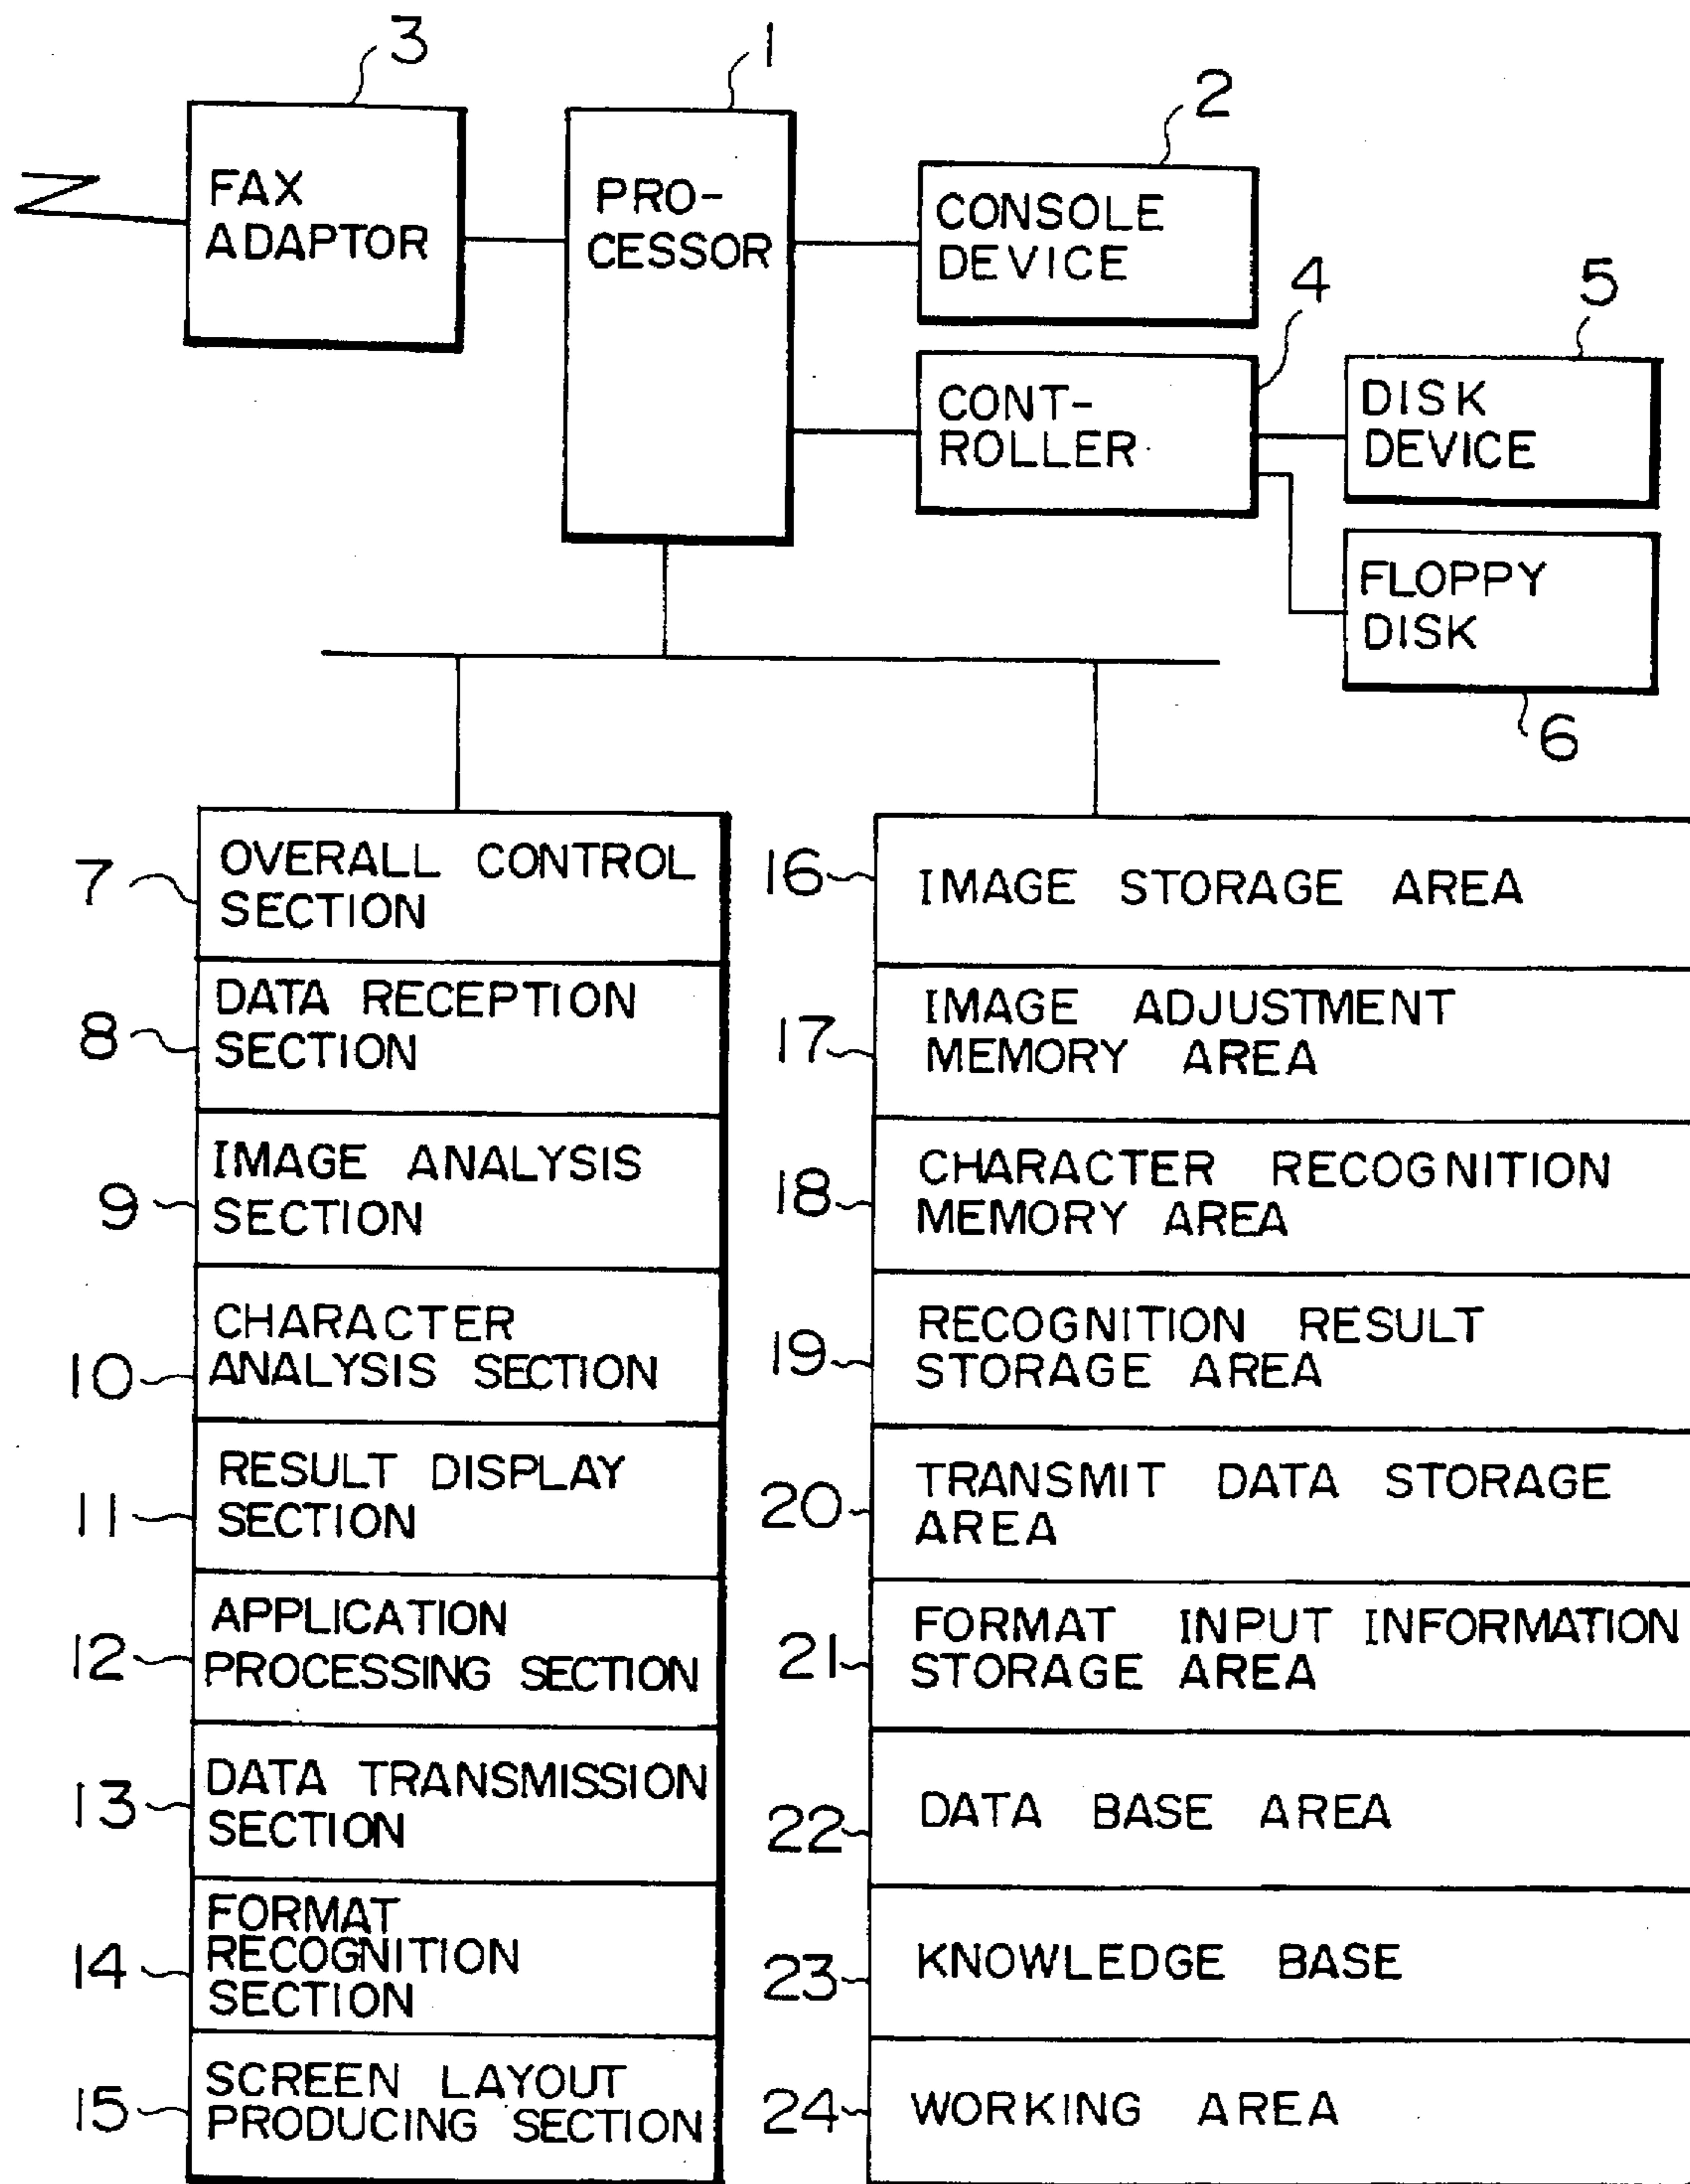 3
1
2
FAX
ADAPTOR
PRO-
CESSOR
CONSOLE
DEVICE
4
5
CONT-
ROLLER
DISK
DEVICE
FLOPPY
DISK
6
7
OVERALL CONTROL
SECTION
8
DATA RECEPTION
SECTION
9
IMAGE ANALYSIS
SECTION
10
CHARACTER
ANALYSIS SECTION
11
RESULT DISPLAY
SECTION
12
APPLICATION
PROCESSING SECTION
13
DATA TRANSMISSION
SECTION
14
FORMAT
RECOGNITION
SECTION
15
SCREEN LAYOUT
PRODUCING SECTION
16
IMAGE STORAGE AREA
17
IMAGE ADJUSTMENT
MEMORY AREA
18
CHARACTER RECOGNITION
MEMORY AREA
19
RECOGNITION RESULT
STORAGE AREA
20
TRANSMIT DATA STORAGE
AREA
21
FORMAT INPUT INFORMATION
STORAGE AREA
22
DATA BASE AREA
23
KNOWLEDGE BASE
24
WORKING AREA